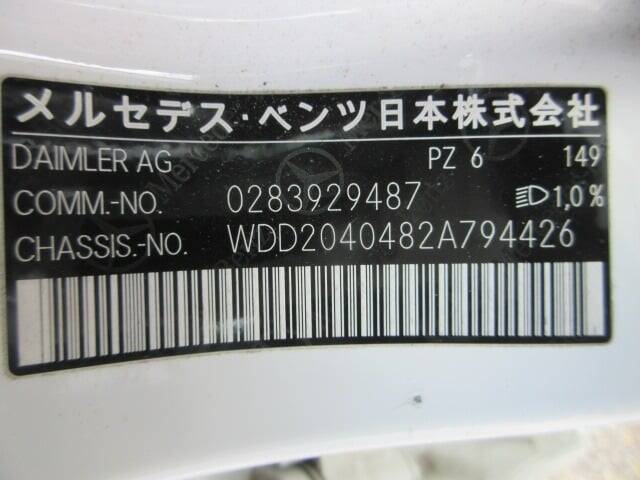 メルセデス・ベンツ日本株式会社
DAIMLER AG PZ 6 149
COMM.-NO. 0283929487 1,0%
CHASSIS.-NO. WDD2040482A794426